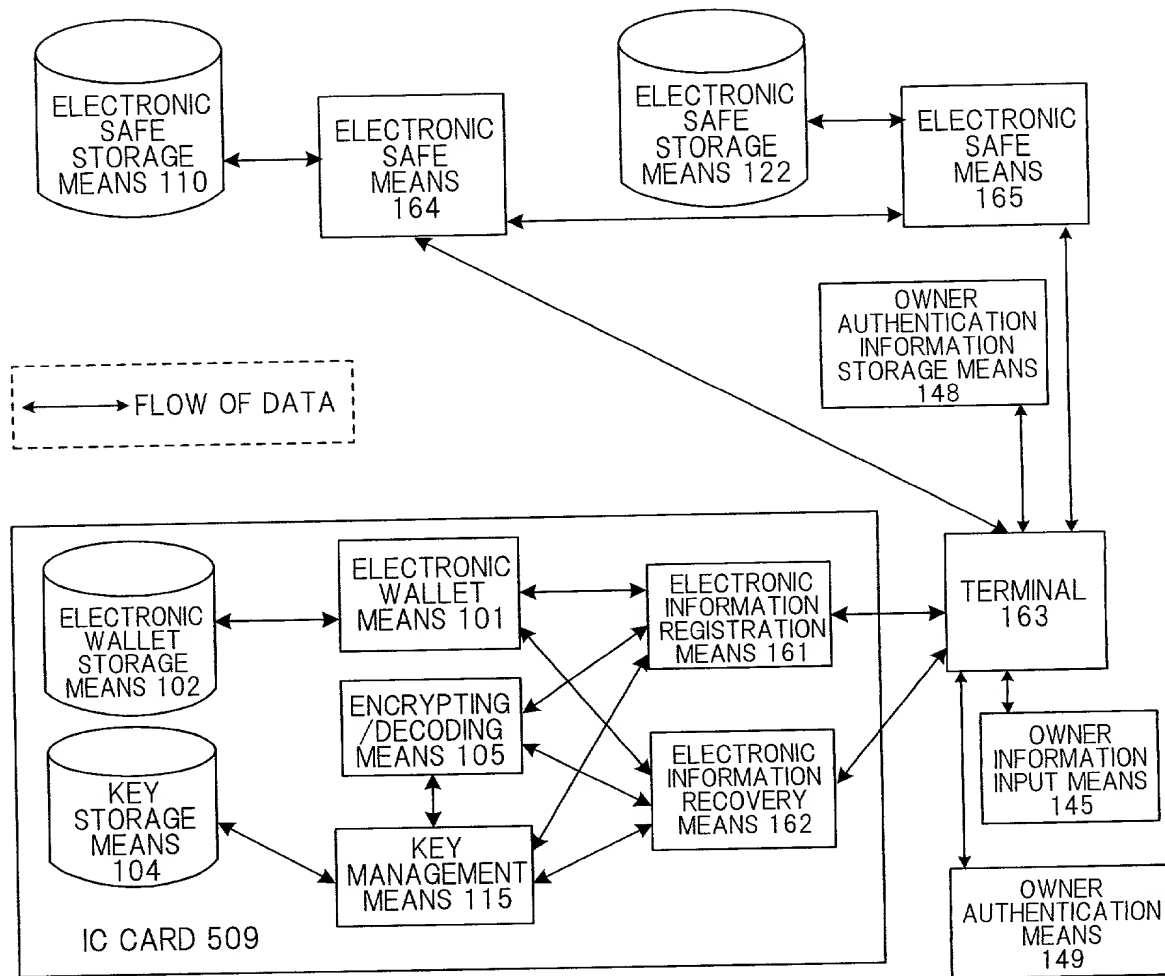 ELECTRONIC
SAFE
STORAGE
MEANS 110
ELECTRONIC
SAFE
MEANS
164
ELECTRONIC
SAFE
STORAGE
MEANS 122
ELECTRONIC
SAFE
MEANS
165
OWNER
AUTHENTICATION
INFORMATION
STORAGE MEANS
148
FLOW OF DATA
ELECTRONIC
WALLET
STORAGE
MEANS 102
ELECTRONIC
WALLET
MEANS 101
ELECTRONIC
INFORMATION
REGISTRATION
MEANS 161
TERMINAL
163
ENCRYPTING
/DECODING
MEANS 105
KEY
STORAGE
MEANS
104
KEY
MANAGEMENT
MEANS 115
ELECTRONIC
INFORMATION
RECOVERY
MEANS 162
OWNER
INFORMATION
INPUT MEANS
145
OWNER
AUTHENTICATION
MEANS
149
IC CARD 509